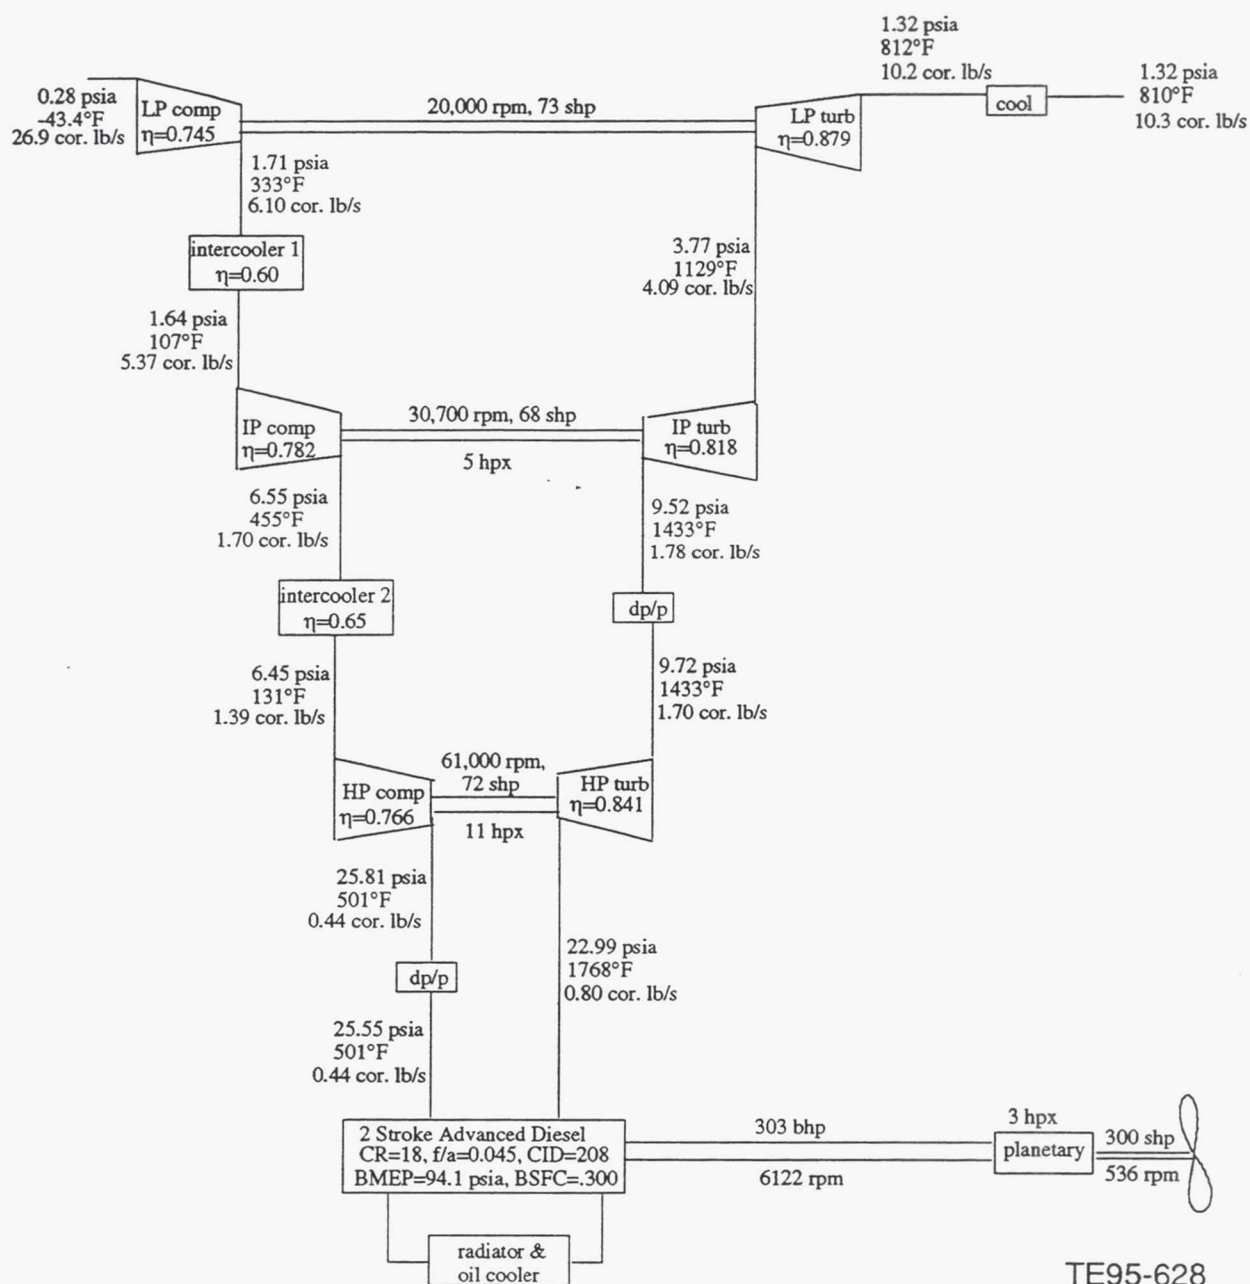 1.32 psia
812°F
10.2 cor. lb/s
cool
1.32 psia
810°F
10.3 cor. lb/s
0.28 psia
-43.4°F
26.9 cor. lb/s
LP comp
η=0.745
20,000 rpm, 73 shp
LP turb
η=0.879
1.71 psia
333°F
6.10 cor. lb/s
intercooler 1
η=0.60
3.77 psia
1129°F
4.09 cor. lb/s
1.64 psia
107°F
5.37 cor. lb/s
IP comp
η=0.782
30,700 rpm, 68 shp
5 hpx
IP turb
η=0.818
6.55 psia
455°F
1.70 cor. lb/s
9.52 psia
1433°F
1.78 cor. lb/s
intercooler 2
η=0.65
dp/p
6.45 psia
131°F
1.39 cor. lb/s
9.72 psia
1433°F
1.70 cor. lb/s
HP comp
η=0.766
61,000 rpm,
72 shp
11 hpx
HP turb
η=0.841
25.81 psia
501°F
0.44 cor. lb/s
22.99 psia
1768°F
0.80 cor. lb/s
dp/p
25.55 psia
501°F
0.44 cor. lb/s
2 Stroke Advanced Diesel
CR=18, f/a=0.045, CID=208
BMEP=94.1 psia, BSFC=.300
303 bhp
6122 rpm
3 hpx
planetary
300 shp
536 rpm
radiator &
oil cooler
TE95-628